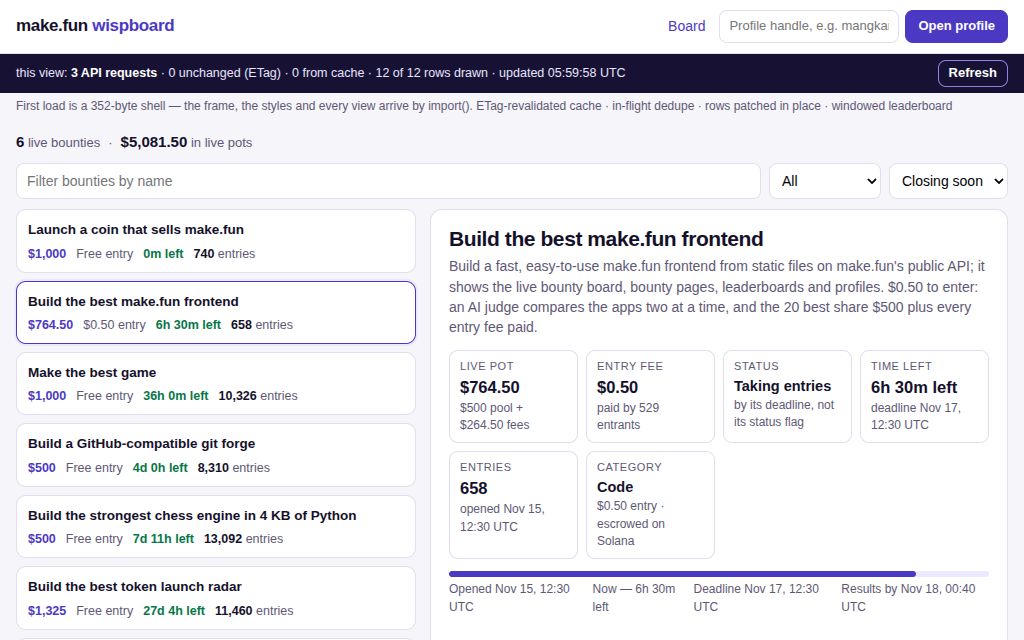 make.fun wispboard
Board
Profile handle, e.g. mangka
Open profile
this view: 3 API requests · 0 unchanged (ETag) · 0 from cache · 12 of 12 rows drawn · updated 05:59:58 UTC
Refresh
First load is a 352-byte shell — the frame, the styles and every view arrive by import(). ETag-revalidated cache · in-flight dedupe · rows patched in place · windowed leaderboard
6 live bounties · $5,081.50 in live pots
Filter bounties by name
All
Closing soon
Launch a coin that sells make.fun
$1,000 Free entry 0m left 740 entries
Build the best make.fun frontend
$764.50 $0.50 entry 6h 30m left 658 entries
Make the best game
$1,000 Free entry 36h 0m left 10,326 entries
Build a GitHub-compatible git forge
$500 Free entry 4d 0h left 8,310 entries
Build the strongest chess engine in 4 KB of Python
$500 Free entry 7d 11h left 13,092 entries
Build the best token launch radar
$1,325 Free entry 27d 4h left 11,460 entries
Build the best make.fun frontend
Build a fast, easy-to-use make.fun frontend from static files on make.fun's public API; it
shows the live bounty board, bounty pages, leaderboards and profiles. $0.50 to enter:
an AI judge compares the apps two at a time, and the 20 best share $500 plus every
entry fee paid.
LIVE POT
$764.50
$500 pool +
$264.50 fees
ENTRY FEE
$0.50
paid by 529
entrants
STATUS
Taking entries
by its deadline, not
its status flag
TIME LEFT
6h 30m left
deadline Nov 17,
12:30 UTC
ENTRIES
658
opened Nov 15,
12:30 UTC
CATEGORY
Code
$0.50 entry ·
escrowed on
Solana
Opened Nov 15, 12:30
UTC
Now — 6h 30m
left
Deadline Nov 17, 12:30
UTC
Results by Nov 18, 00:40
UTC